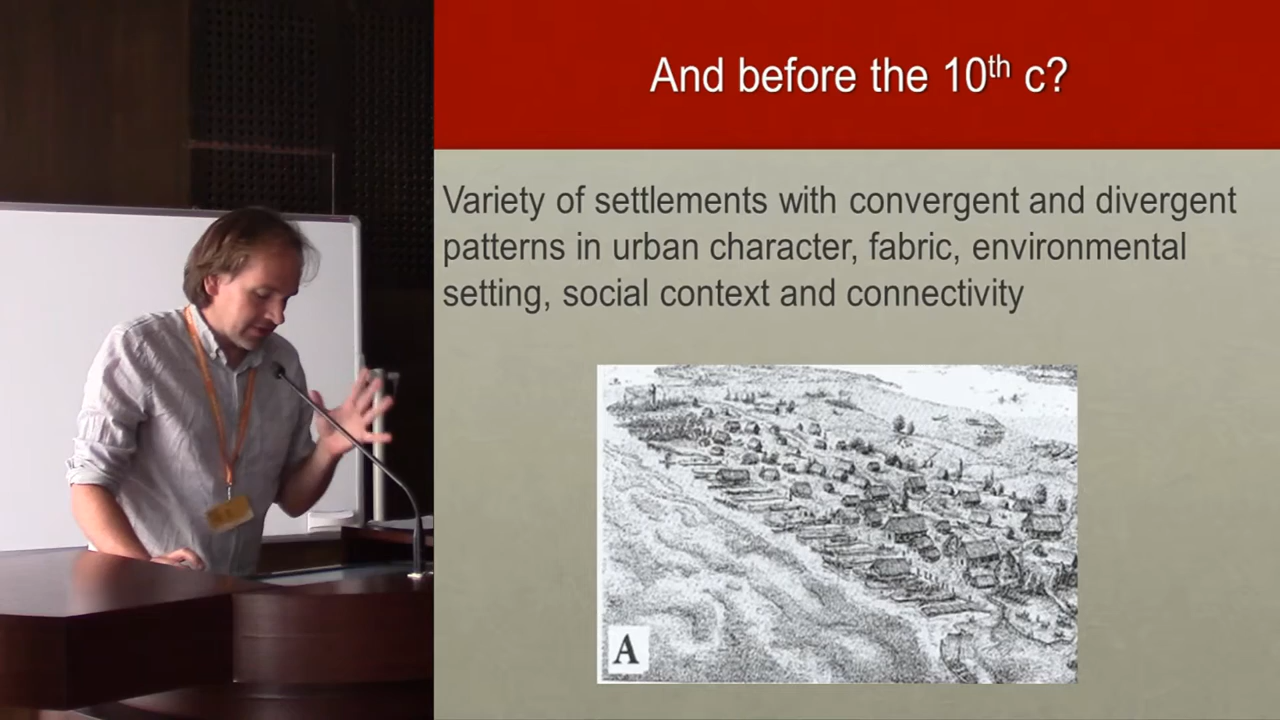 And before the 10th c?
Variety of settlements with convergent and divergent
patterns in urban character, fabric, environmental
setting, social context and connectivity
A